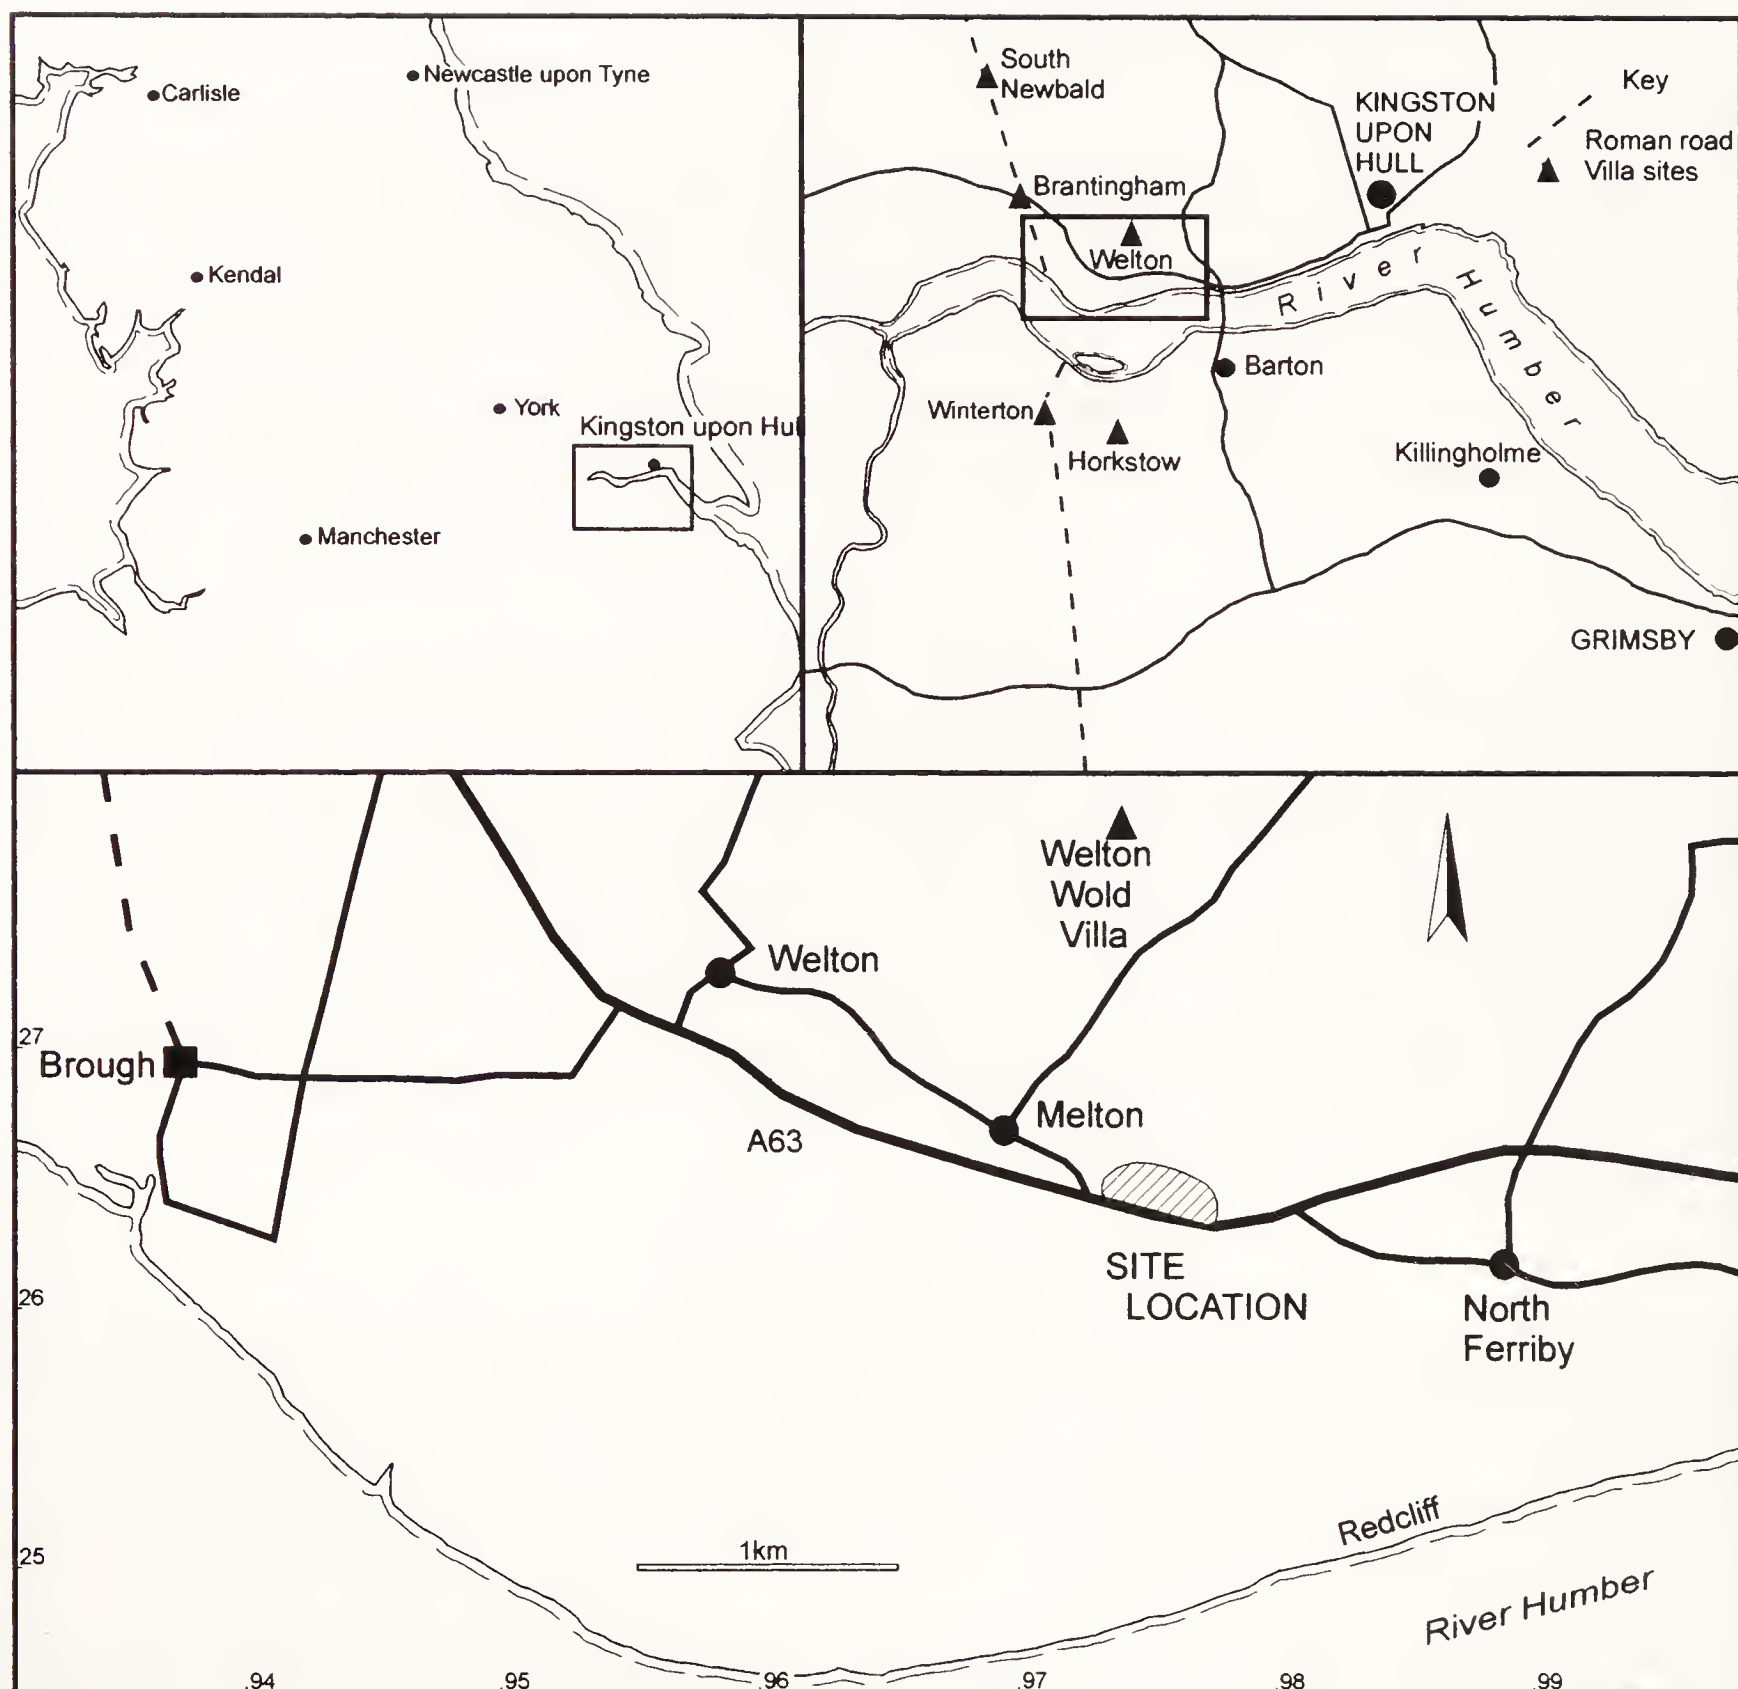 Carlisle
Newcastle upon Tyne
Kendal
York
Kingston upon Hul
Manchester
South
Newbald
Brantingham
Welton
KINGSTON
UPON
HULL
Key
Roman road
Villa sites
River Humber
Barton
Winterton
Horkstow
Killingholme
GRIMSBY
Welton
Wold
Villa
Welton
27
Brough
Melton
A63
SITE
LOCATION
26
North
Ferriby
Redcliff
25
1km
River Humber
94
95
96
97
98
99